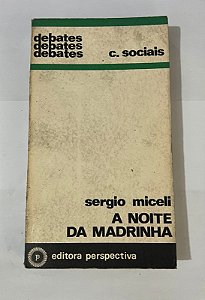 debates
debates
debates c. sociais
sergio miceli
A NOITE
DA MADRINHA
p editora perspectiva